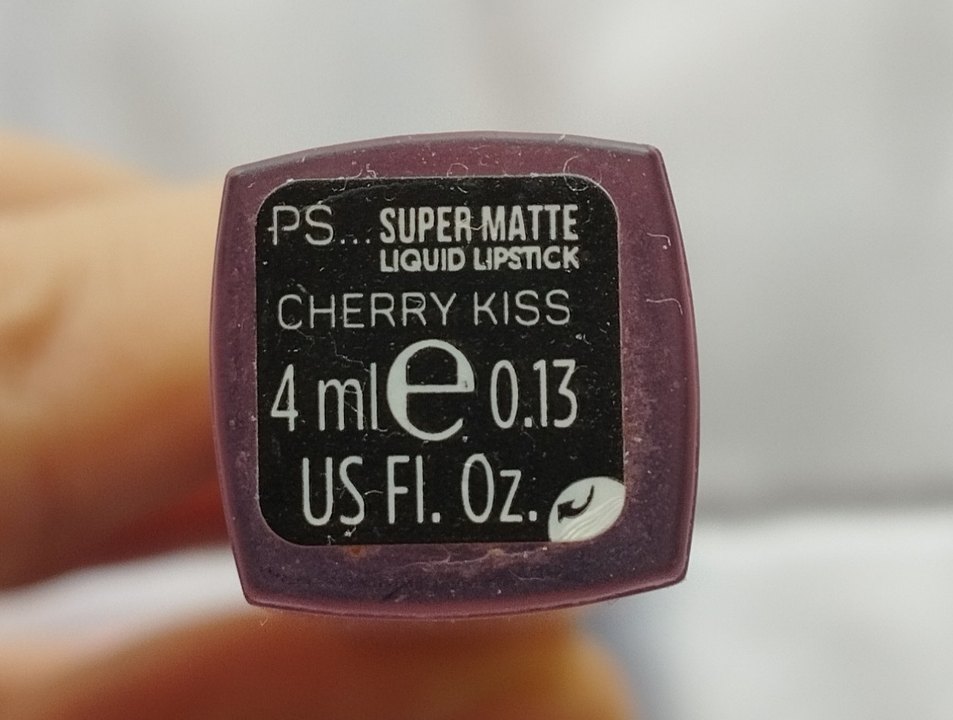 PS... SUPER MATTE
LIQUID LIPSTICK
CHERRY KISS
4 ml e 0.13
US Fl. Oz.